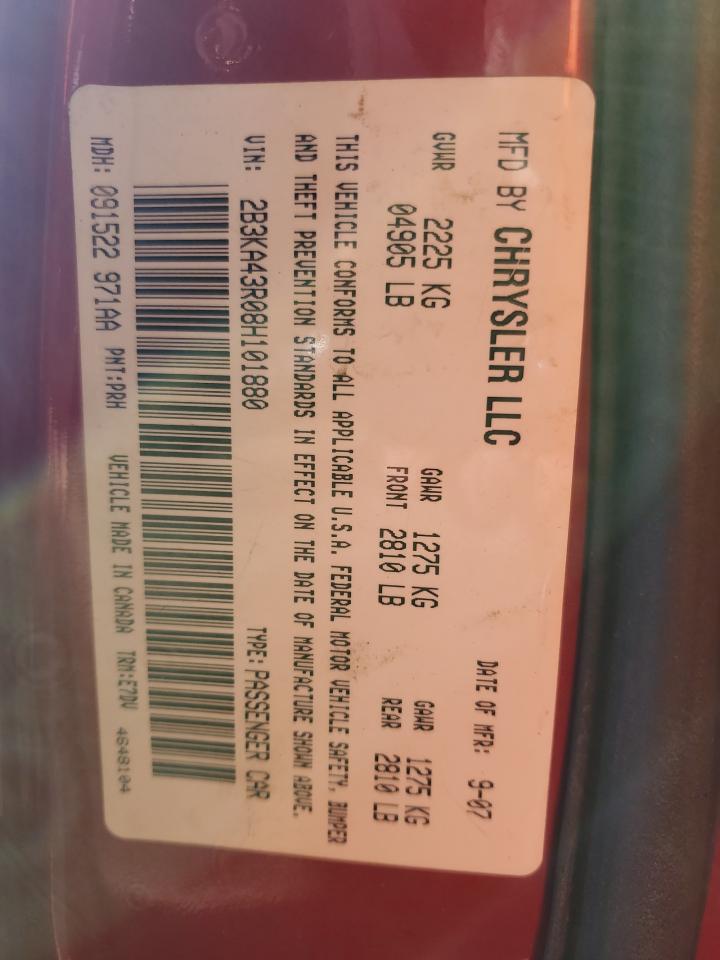 MFD BY CHRYSLER LLC
DATE OF MFR: 9-07
GVWR 2225 KG
04905 LB
GAWR 1275 KG
FRONT 2810 LB
GAWR 1275 KG
REAR 2810 LB
THIS VEHICLE CONFORMS TO ALL APPLICABLE U.S.A. FEDERAL MOTOR VEHICLE SAFETY, BUMPER
AND THEFT PREVENTION STANDARDS IN EFFECT ON THE DATE OF MANUFACTURE SHOWN ABOVE.
VIN: 2B3KA43R08H101880
TYPE: PASSENGER CAR
MDH: 091522 971AA PNT:PRH VEHICLE MADE IN CANADA TRM:E7DV 4648104